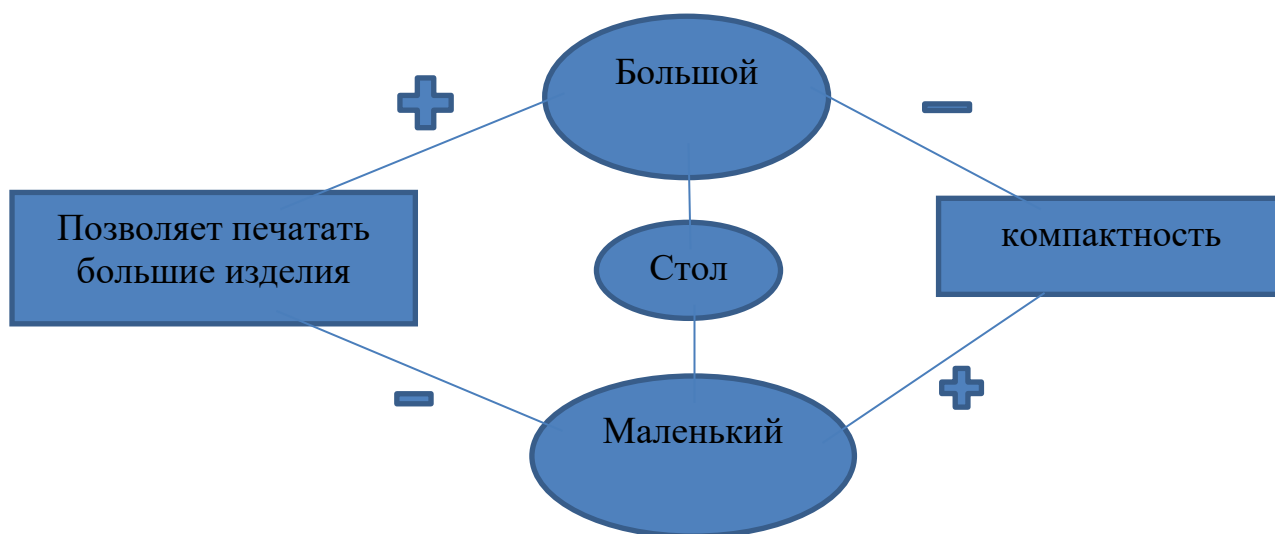 Большой
Позволяет печатать
большие изделия
компактность
Стол
Маленький